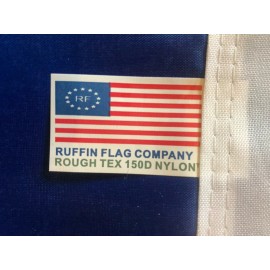 RF
RUFFIN FLAG COMPANY
ROUGH TEX 150D NYLON